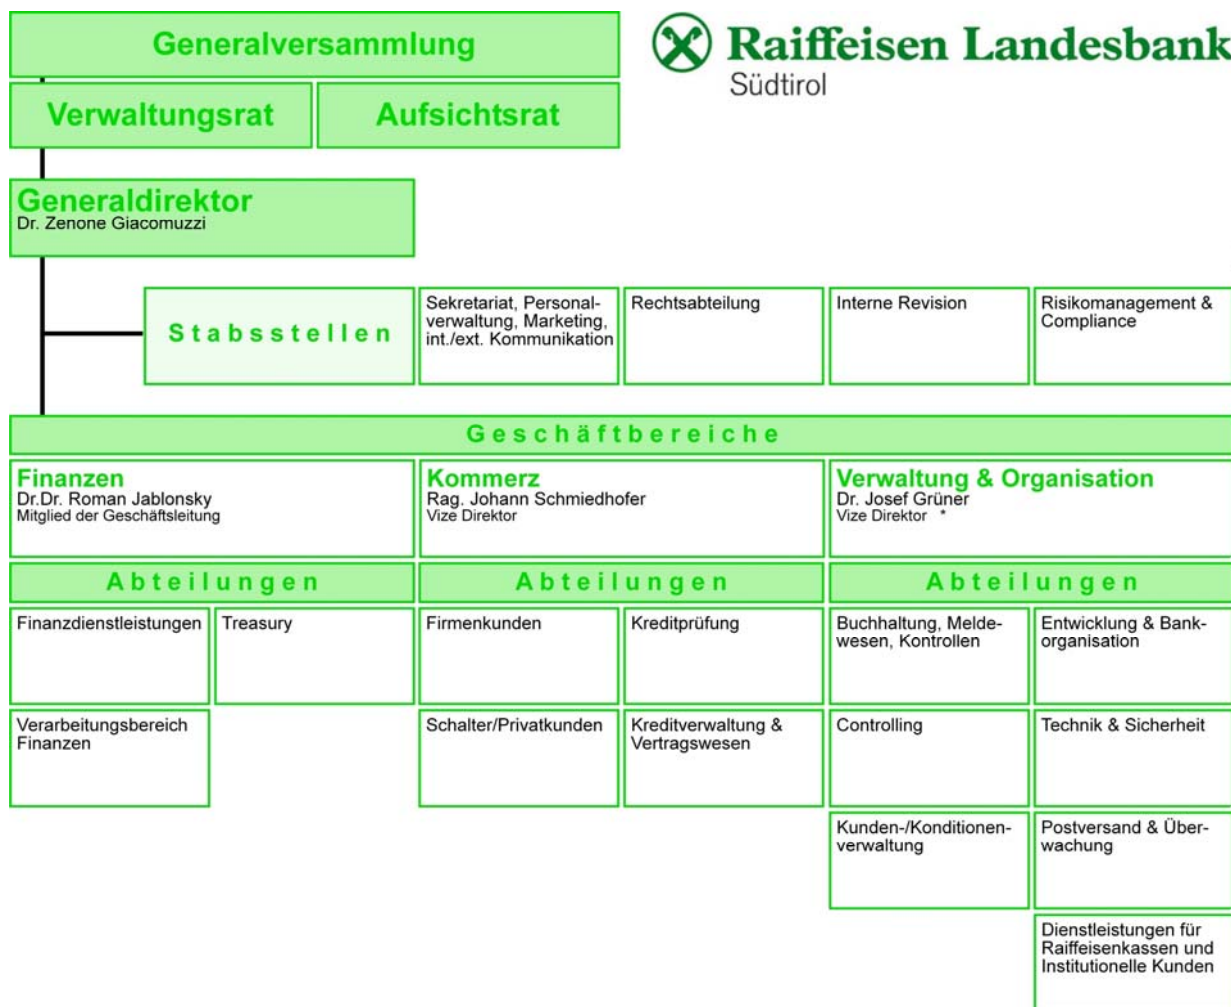 Generalversammlung
Raiffeisen Landesbank
Südtirol
Verwaltungsrat
Aufsichtsrat
Generaldirektor
Dr. Zenone Giacomuzzi
Stabsstellen
Sekretariat, Personal-
verwaltung, Marketing,
int./ext. Kommunikation
Rechtsabteilung
Interne Revision
Risikomanagement &
Compliance
Geschäftbereiche
Finanzen
Dr.Dr. Roman Jablonsky
Mitglied der Geschäftsleitung
Kommerz
Rag. Johann Schmiedhofer
Vize Direktor
Verwaltung & Organisation
Dr. Josef Grüner
Vize Direktor *
Abteilungen
Abteilungen
Abteilungen
Finanzdienstleistungen
Treasury
Firmenkunden
Kreditprüfung
Buchhaltung, Melde-
wesen, Kontrollen
Entwicklung & Bank-
organisation
Verarbeitungsbereich
Finanzen
Schalter/Privatkunden
Kreditverwaltung &
Vertragswesen
Controlling
Technik & Sicherheit
Kunden-/Konditionen-
verwaltung
Postversand & Über-
wachung
Dienstleistungen für
Raiffeisenkassen und
Institutionelle Kunden